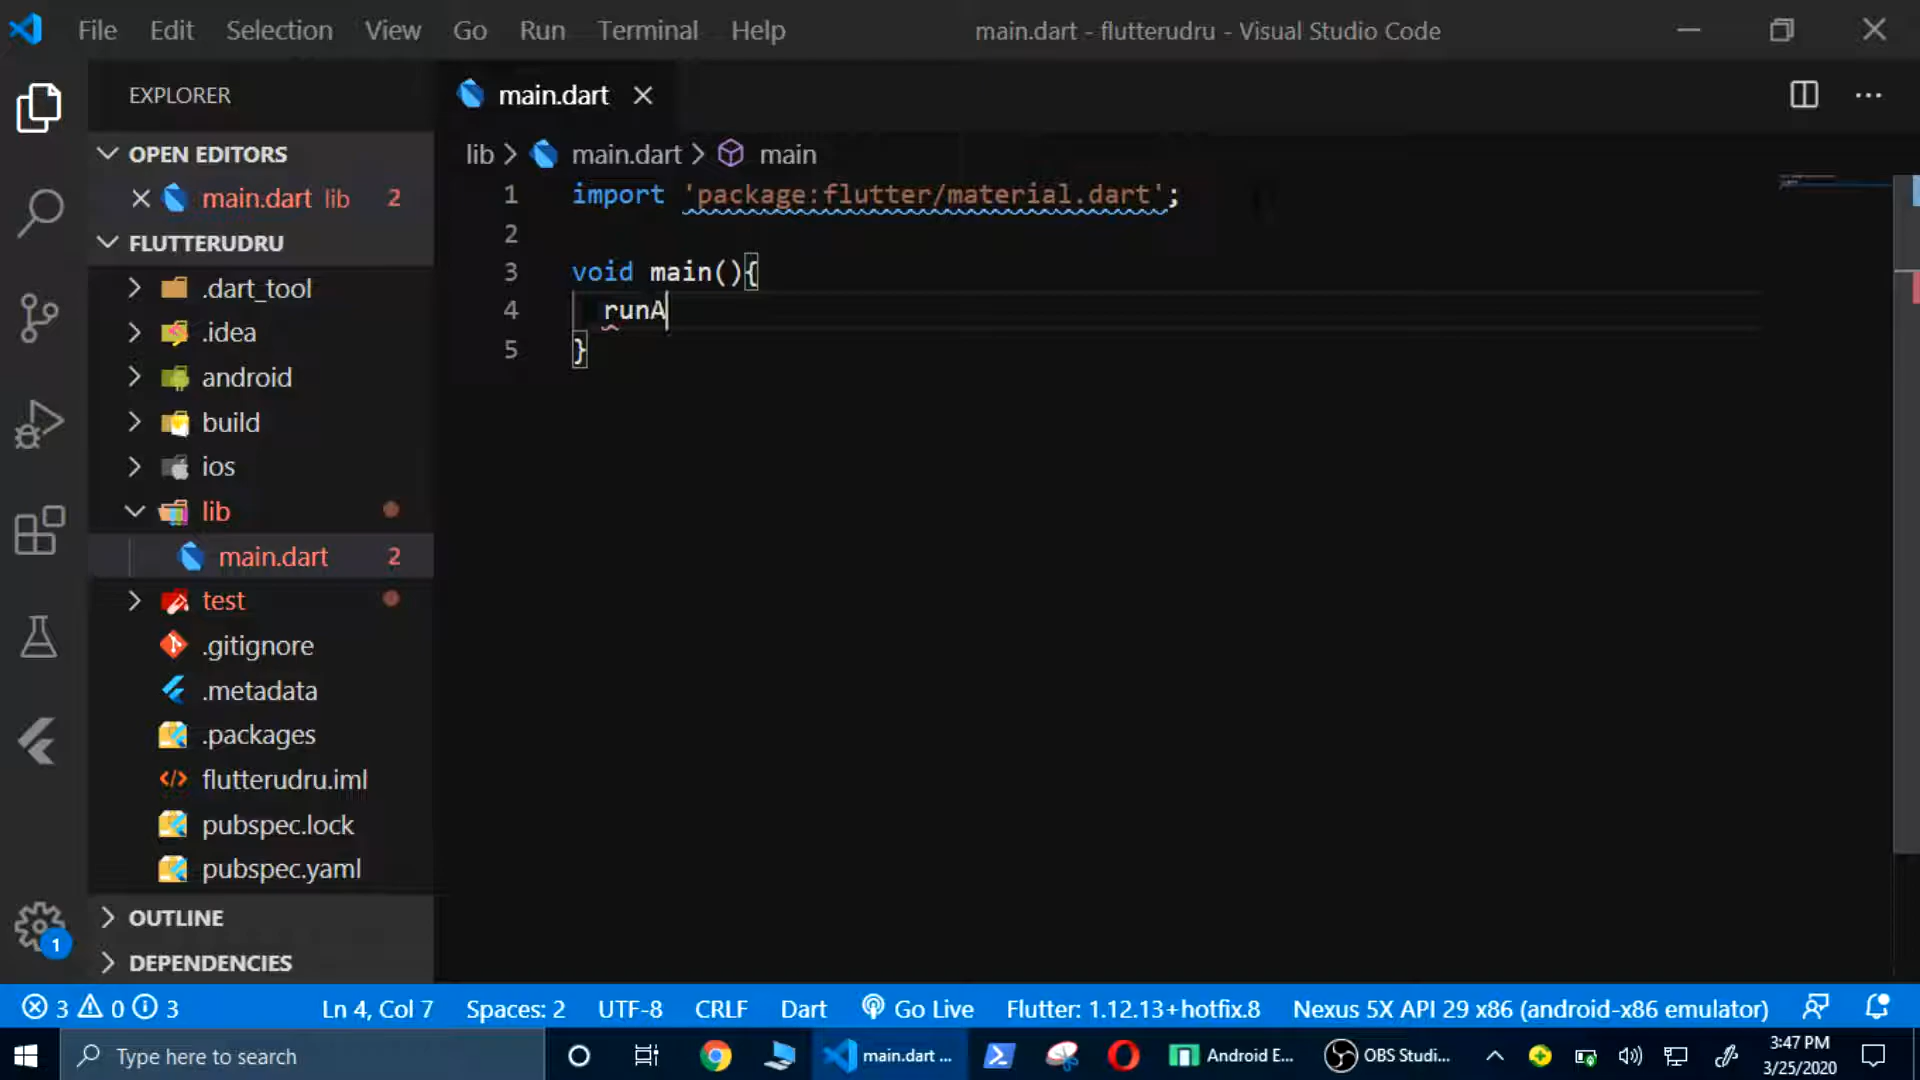 File Edit Selection View Go Run Terminal Help main.dart - flutterudru - Visual Studio Code
EXPLORER
main.dart
OPEN EDITORS
main.dart lib 2
FLUTTERUDRU
.dart_tool
.idea
android
build
ios
lib
main.dart 2
test
.gitignore
.metadata
.packages
flutterudru.iml
pubspec.lock
pubspec.yaml
OUTLINE
DEPENDENCIES
lib main.dart main
1 import 'package:flutter/material.dart';
2
3 void main(){
4 runA
5 }
3 0 3 Ln 4, Col 7 Spaces: 2 UTF-8 CRLF Dart Go Live Flutter: 1.12.13+hotfix.8 Nexus 5X API 29 x86 (android-x86 emulator)
1
Type here to search main.dart ... Android E... OBS Studi... 3:47 PM
3/25/2020